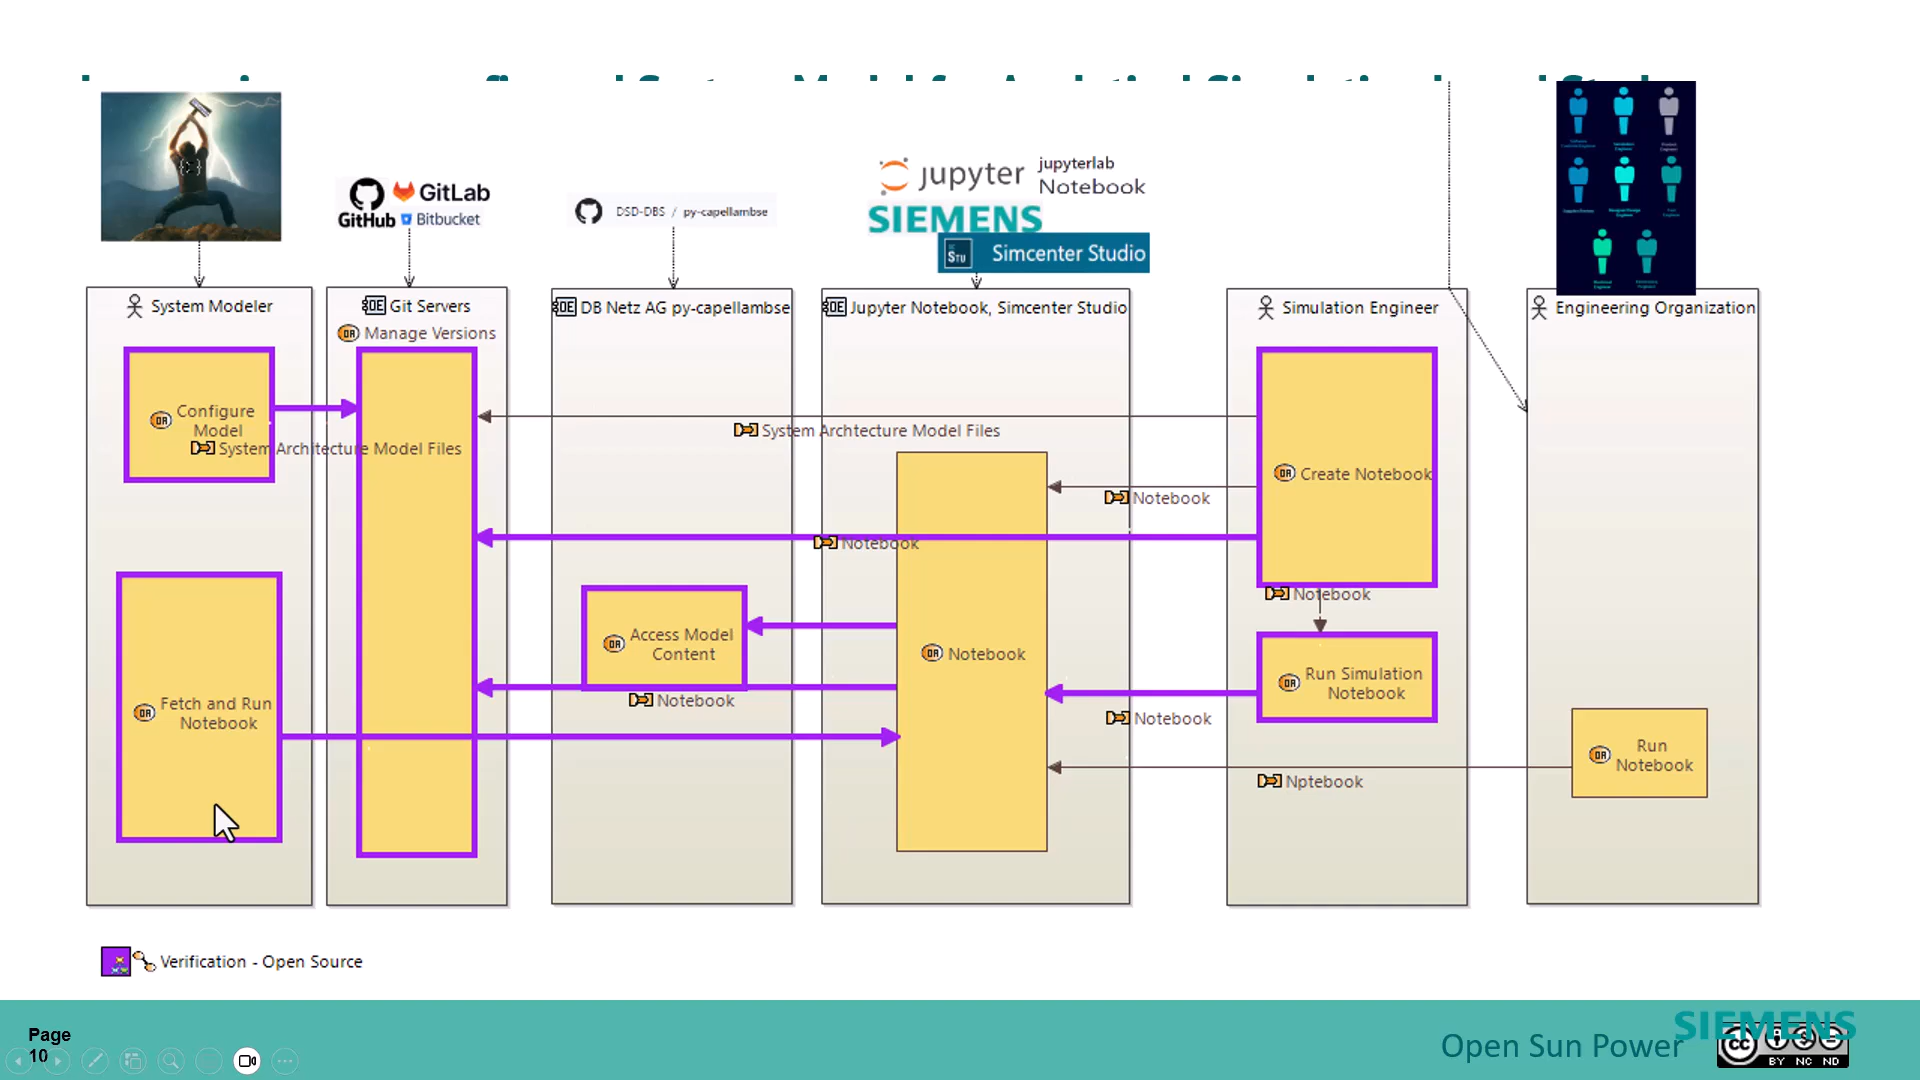 GitLab
GitHub Bitbucket
DSD-DBS / py-capellambse
jupyter
jupyterlab
Notebook
SIEMENS
STU Simcenter Studio
System Modeler
Git Servers
Manage Versions
DB Netz AG py-capellambse
Jupyter Notebook, Simcenter Studio
Simulation Engineer
Engineering Organization
Configure
Model
System Architecture Model Files
System Archtecture Model Files
Create Notebook
Notebook
Notebook
Notebook
Access Model
Content
Notebook
Run Simulation
Notebook
Fetch and Run
Notebook
Notebook
Notebook
Run
Notebook
Nptebook
Verification - Open Source
Page
10
Open Sun Power
SIEMENS
CC BY NC ND